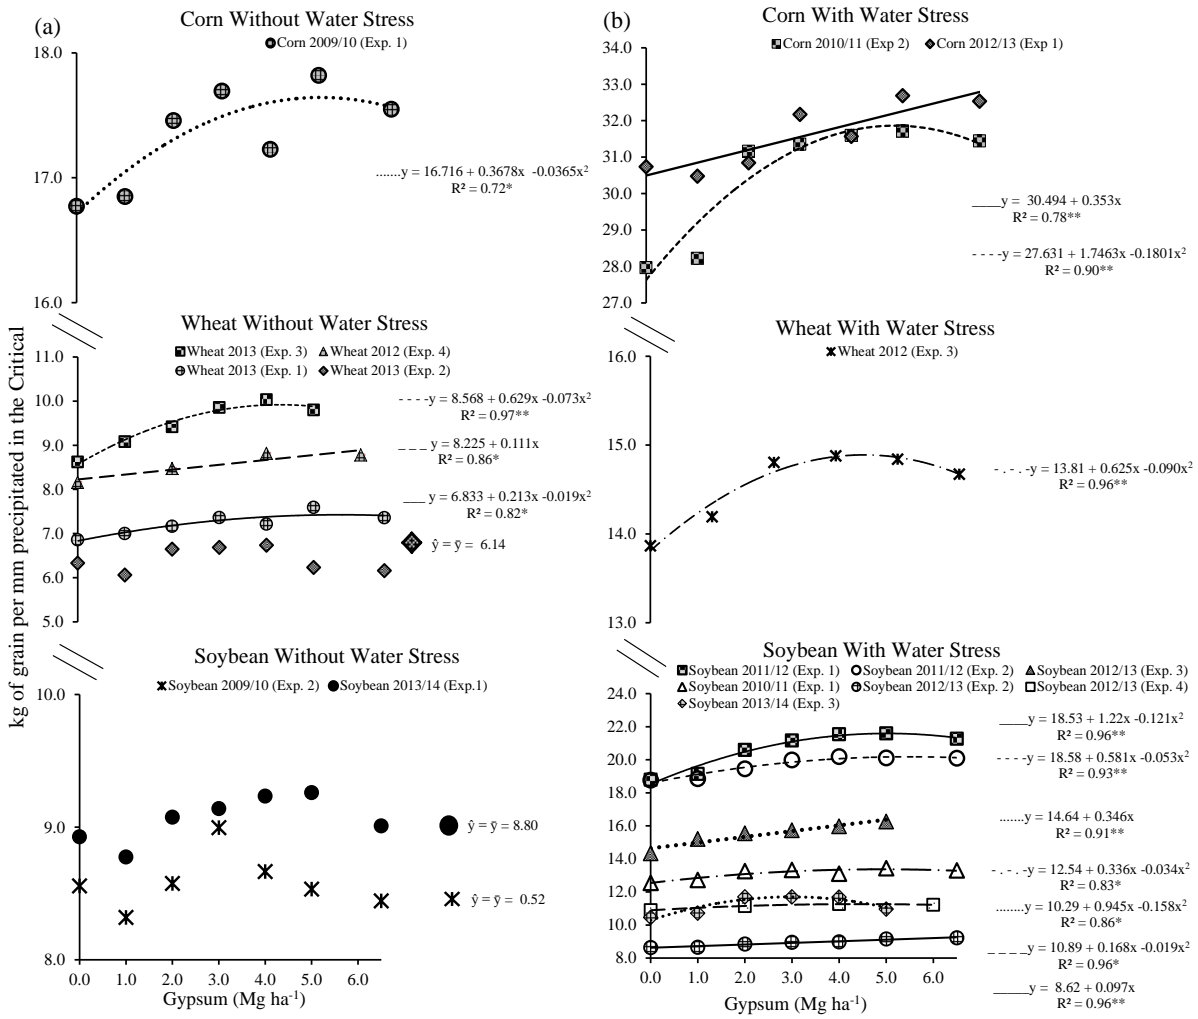 kg of grain per mm precipitated in the Critical
(a)
Corn Without Water Stress
Corn 2009/10 (Exp. 1)
18.0
17.0
16.0
.......y = 16.716 + 0.3678x -0.0365x²
R² = 0.72*
Wheat Without Water Stress
Wheat 2013 (Exp. 3) Wheat 2012 (Exp. 4)
Wheat 2013 (Exp. 1) Wheat 2013 (Exp. 2)
11.0
10.0
9.0
8.0
7.0
6.0
5.0
- - - -y = 8.568 + 0.629x -0.073x²
R² = 0.97**
_ _ _ y = 8.225 + 0.111x
R² = 0.86*
___ y = 6.833 + 0.213x -0.019x²
R² = 0.82*
ŷ = ȳ = 6.14
Soybean Without Water Stress
Soybean 2009/10 (Exp. 2) Soybean 2013/14 (Exp.1)
10.0
9.0
8.0
ŷ = ȳ = 8.80
ŷ = ȳ = 0.52
0.0 1.0 2.0 3.0 4.0 5.0 6.0
Gypsum (Mg ha⁻¹)
(b)
Corn With Water Stress
Corn 2010/11 (Exp 2) Corn 2012/13 (Exp 1)
34.0
33.0
32.0
31.0
30.0
29.0
28.0
27.0
____y = 30.494 + 0.353x
R² = 0.78**
- - - -y = 27.631 + 1.7463x -0.1801x²
R² = 0.90**
Wheat With Water Stress
Wheat 2012 (Exp. 3)
16.0
15.0
14.0
13.0
- . - . -y = 13.81 + 0.625x -0.090x²
R² = 0.96**
Soybean With Water Stress
Soybean 2011/12 (Exp. 1) Soybean 2011/12 (Exp. 2) Soybean 2012/13 (Exp. 3)
Soybean 2010/11 (Exp. 1) Soybean 2012/13 (Exp. 2) Soybean 2012/13 (Exp. 4)
Soybean 2013/14 (Exp. 3)
24.0
22.0
20.0
18.0
16.0
14.0
12.0
10.0
8.0
____y = 18.53 + 1.22x -0.121x²
R² = 0.96**
- - - -y = 18.58 + 0.581x -0.053x²
R² = 0.93**
.......y = 14.64 + 0.346x
R² = 0.91**
- . - . -y = 12.54 + 0.336x -0.034x²
R² = 0.83*
........y = 10.29 + 0.945x -0.158x²
R² = 0.86*
_ _ _ _ y = 10.89 + 0.168x -0.019x²
R² = 0.96*
_____y = 8.62 + 0.097x
R² = 0.96**
0.0 1.0 2.0 3.0 4.0 5.0 6.0
Gypsum (Mg ha⁻¹)